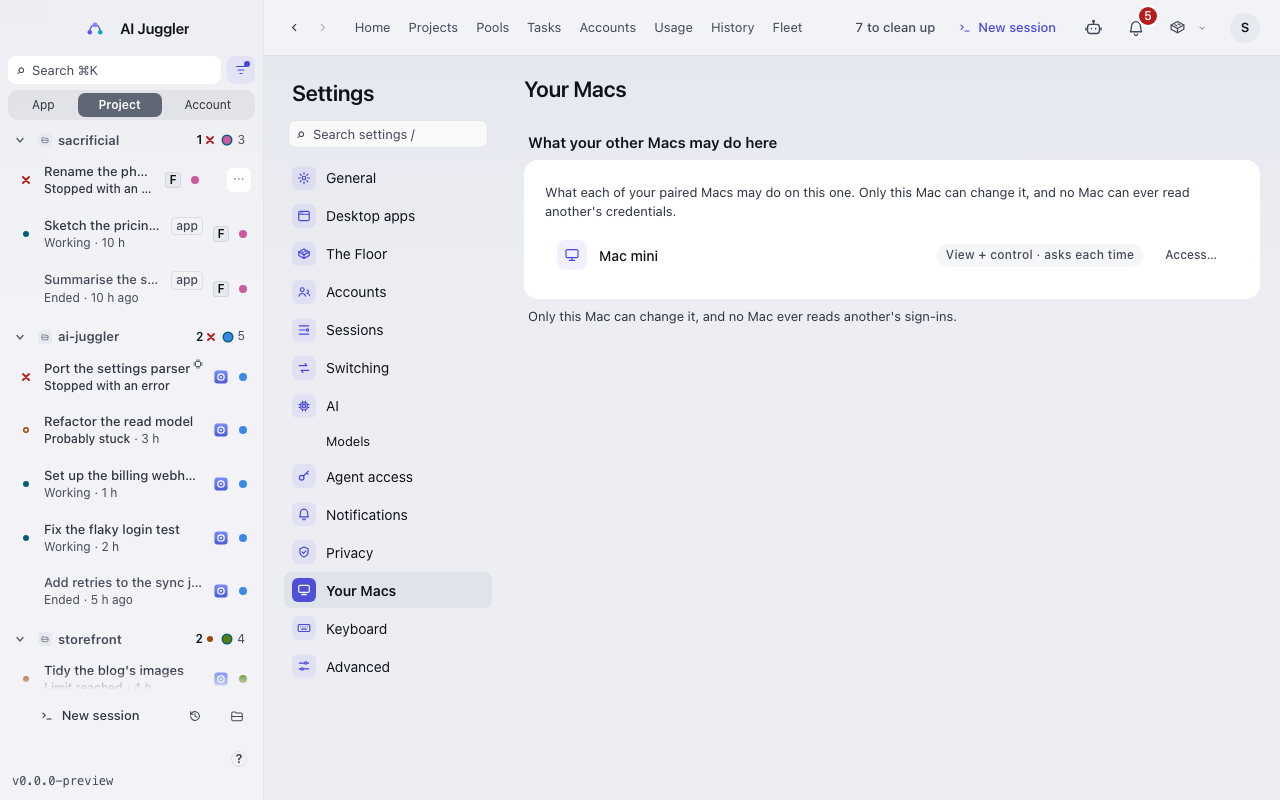 AI Juggler
Search ⌘K
App Project Account
sacrificial 1 3
Rename the ph... F
Stopped with an ...
Sketch the pricin... app F
Working · 10 h
Summarise the s... app F
Ended · 10 h ago
ai-juggler 2 5
Port the settings parser
Stopped with an error
Refactor the read model
Probably stuck · 3 h
Set up the billing webh...
Working · 1 h
Fix the flaky login test
Working · 2 h
Add retries to the sync j...
Ended · 5 h ago
storefront 2 4
Tidy the blog's images
Limit reached · 4 h
New session
?
v0.0.0-preview
Home Projects Pools Tasks Accounts Usage History Fleet 7 to clean up New session 5 S
Settings
Search settings /
General
Desktop apps
The Floor
Accounts
Sessions
Switching
AI
Models
Agent access
Notifications
Privacy
Your Macs
Keyboard
Advanced
Your Macs
What your other Macs may do here
What each of your paired Macs may do on this one. Only this Mac can change it, and no Mac can ever read
another's credentials.
Mac mini View + control · asks each time Access...
Only this Mac can change it, and no Mac ever reads another's sign-ins.